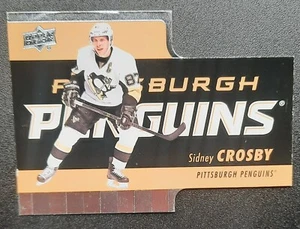 UPPER DECK
PITTSBURGH
PENGUINS®
87
Sidney CROSBY
PITTSBURGH PENGUINS